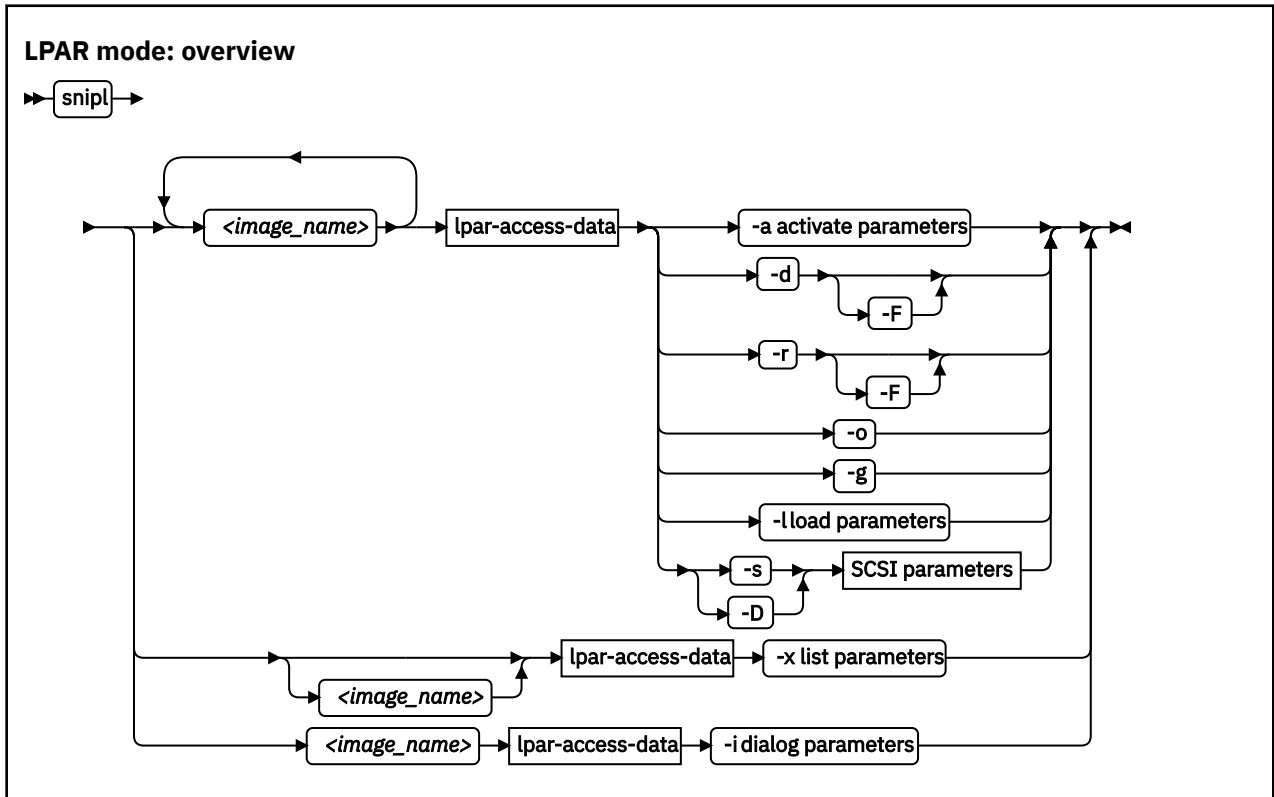 LPAR mode: overview
snipl
<image_name> lpar-access-data -a activate parameters
-d
-F
-r
-F
-o
-g
-l load parameters
-s SCSI parameters
-D
lpar-access-data -x list parameters
<image_name>
<image_name> lpar-access-data -i dialog parameters